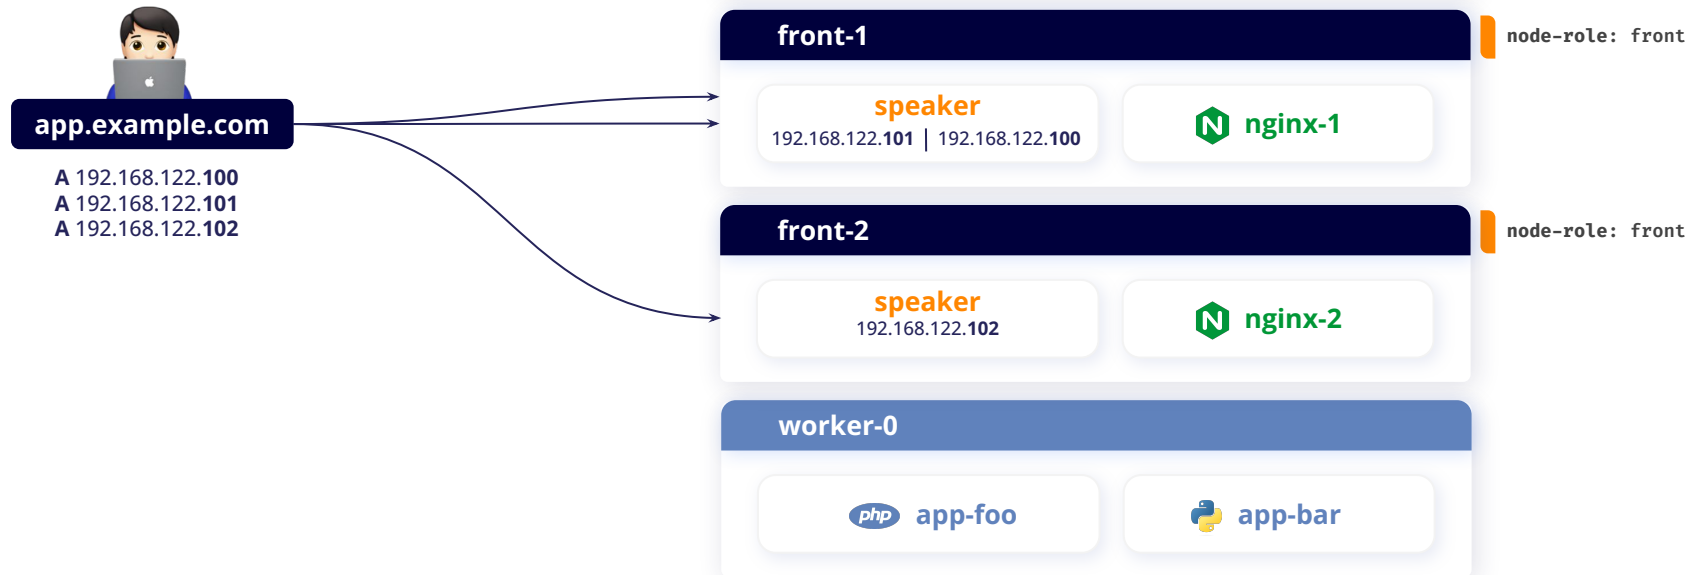 app.example.com
A 192.168.122.100
A 192.168.122.101
A 192.168.122.102
front-1
node-role: front
speaker
192.168.122.101 | 192.168.122.100
nginx-1
front-2
node-role: front
speaker
192.168.122.102
nginx-2
worker-0
php app-foo
app-bar